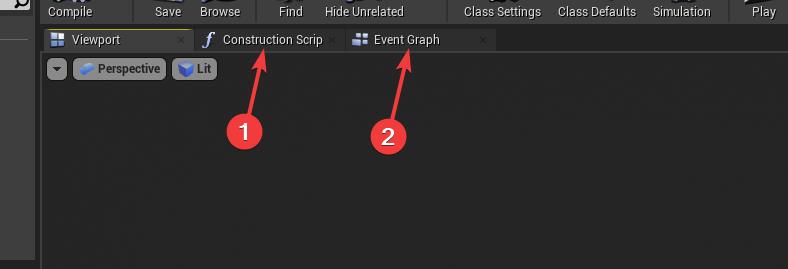 Compile Save Browse Find Hide Unrelated Class Settings Class Defaults Simulation Play
Viewport Construction Scrip Event Graph
Perspective Lit
1 2